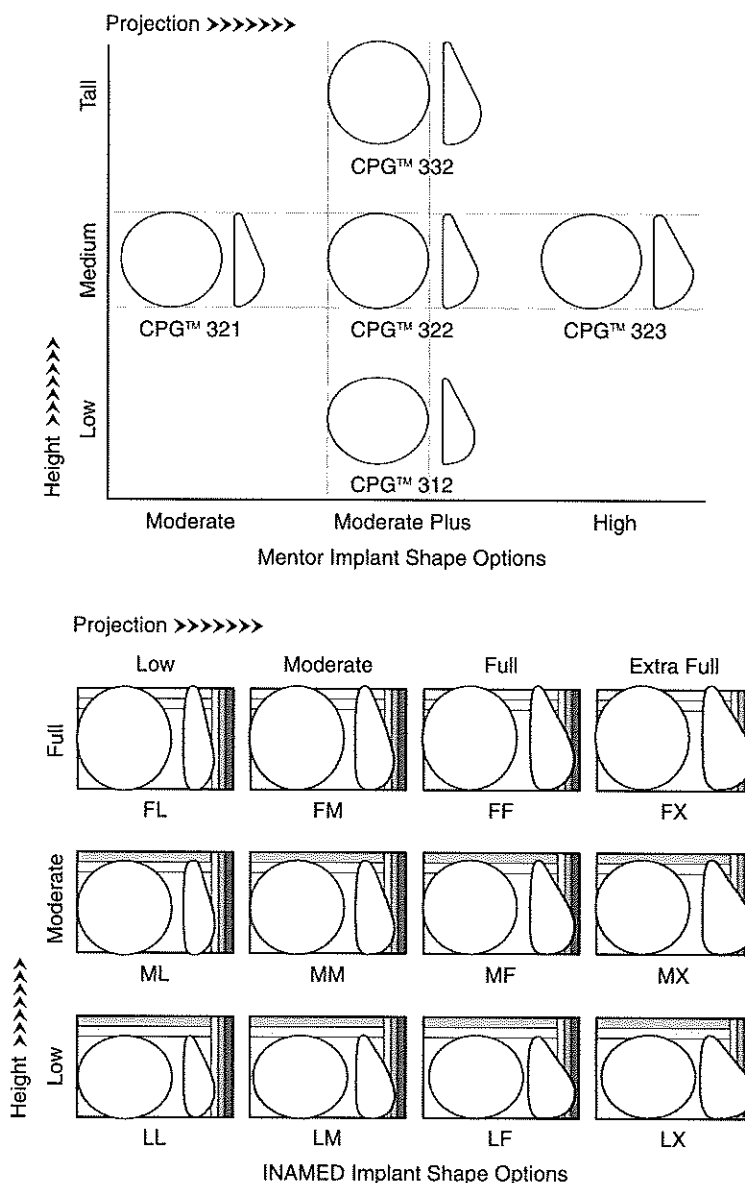 Projection >>>>>>>
Tall
CPG™ 332
Medium
CPG™ 321 CPG™ 322 CPG™ 323
Low
CPG™ 312
Height >>>>>>>
Moderate Moderate Plus High
Mentor Implant Shape Options
Projection >>>>>>>
Low Moderate Full Extra Full
Full
FL FM FF FX
Moderate
ML MM MF MX
Low
LL LM LF LX
Height >>>>>>>
INAMED Implant Shape Options